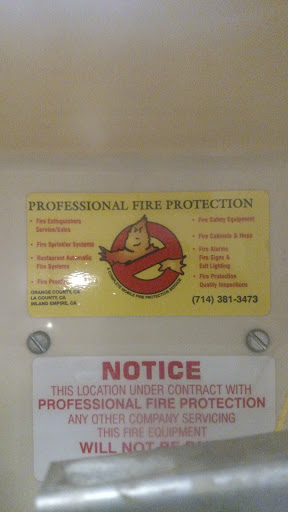 PROFESSIONAL FIRE PROTECTION
• Fire Extinguishers
Service/Sales
• Fire Sprinkler Systems
• Restaurant Automatic
Fire Systems
• Fire
ORANGE COUNTY, CA
LA COUNTY, CA
INLAND EMPIRE, CA
• Fire Safety Equipment
• Fire Cabinets & Hose
• Fire Alarms
Fire Signs &
Exit Lighting
• Fire Protection
Quality Inspections
(714) 381-3473
NOTICE
THIS LOCATION UNDER CONTRACT WITH
PROFESSIONAL FIRE PROTECTION
ANY OTHER COMPANY SERVICING
THIS FIRE EQUIPMENT
WILL NOT BE